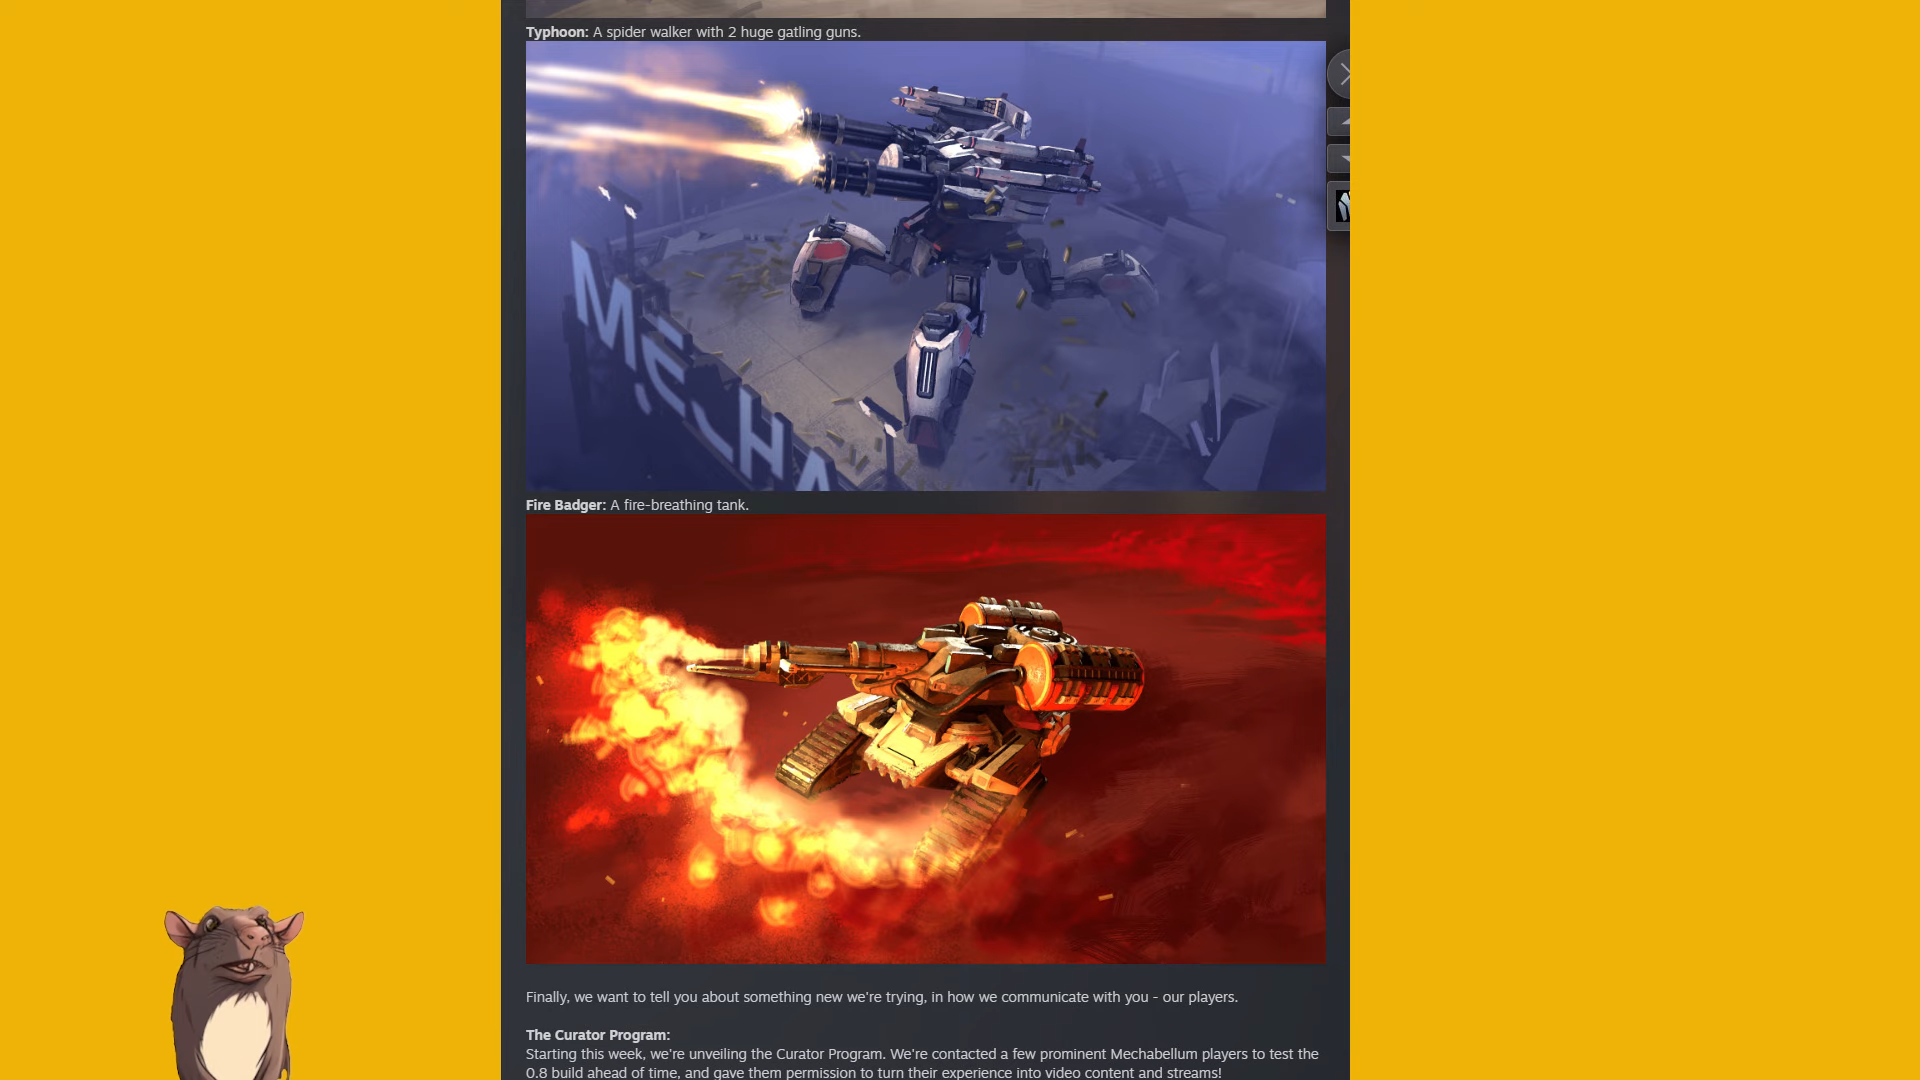 Typhoon: A spider walker with 2 huge gatling guns.
MECHA
Fire Badger: A fire-breathing tank.
Finally, we want to tell you about something new we're trying, in how we communicate with you - our players.
The Curator Program:
Starting this week, we're unveiling the Curator Program. We're contacted a few prominent Mechabellum players to test the
0.8 build ahead of time, and gave them permission to turn their experience into video content and streams!